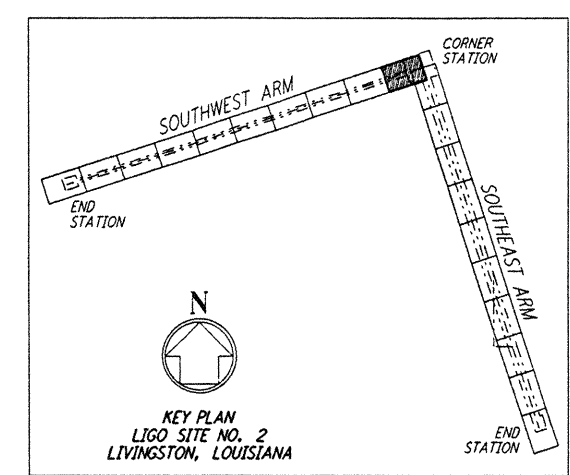 CORNER
STATION
SOUTHWEST ARM
END
STATION
SOUTHEAST ARM
N
KEY PLAN
LIGO SITE NO. 2
LIVINGSTON, LOUISIANA
END
STATION